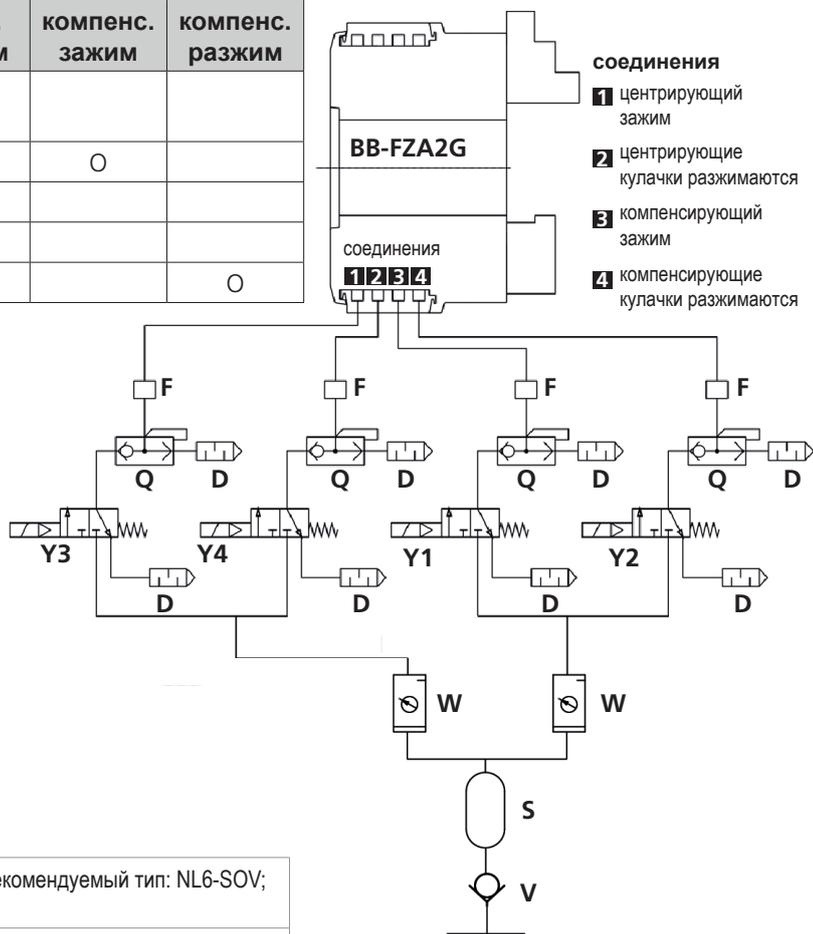 компенс. зажим
компенс. разжим
O
O
BB-FZA2G
соединения
1 2 3 4
соединения
1 центрирующий
зажим
2 центрирующие
кулачки разжимаются
3 компенсирующий
зажим
4 компенсирующие
кулачки разжимаются
F F F F
Q D Q D Q D Q D
Y3 Y4 Y1 Y2
D D D D
W W
S
V
екомендуемый тип: NL6-SOV;